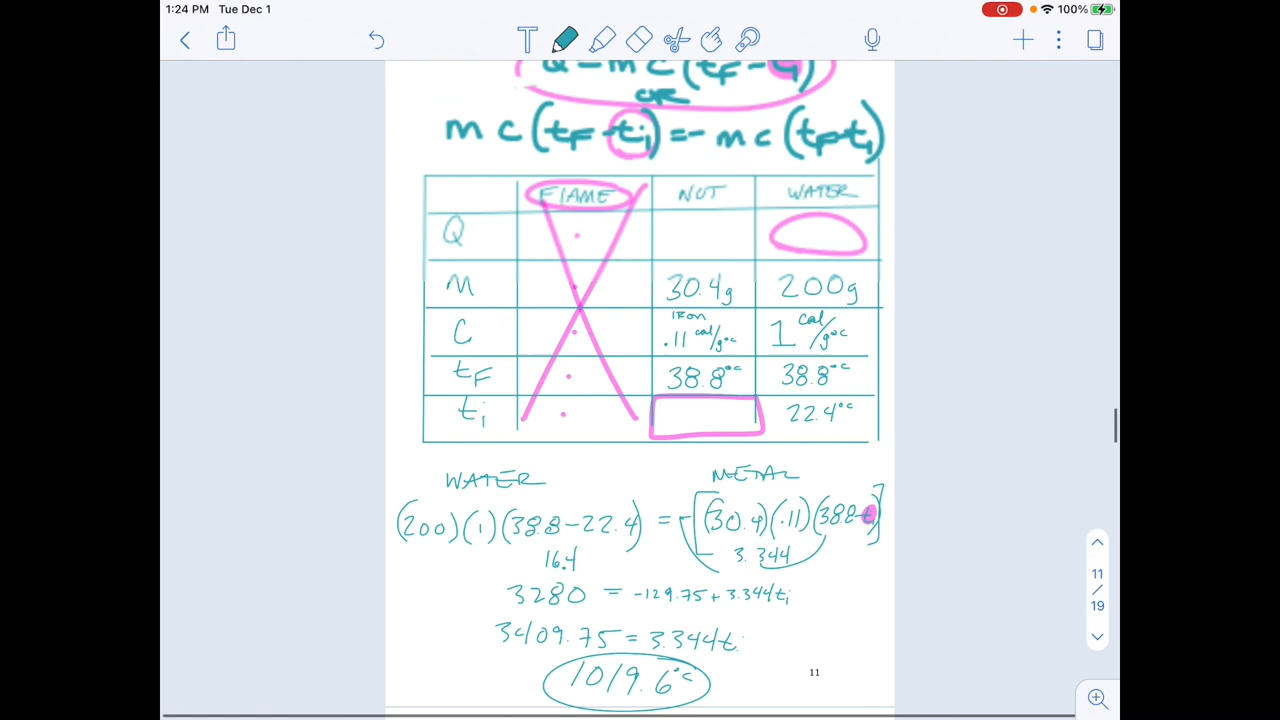 1:24 PM Tue Dec 1 100%
T
Q = m c (tF - ti)
OR
m c (tF - ti) = - m c (tF - ti)
FlAME NUT WATER
Q
M 30.4g 200g
C IRON .11 cal/g°C 1 cal/g°C
tF 38.8°C 38.8°C
ti 22.4°C
WATER METAL
(200)(1)(38.8-22.4) = -[(30.4)(.11)(38.8-ti)]
16.4 3.344
3280 = -129.75 + 3.344ti
3409.75 = 3.344ti
1019.6°C
11
11
/
19